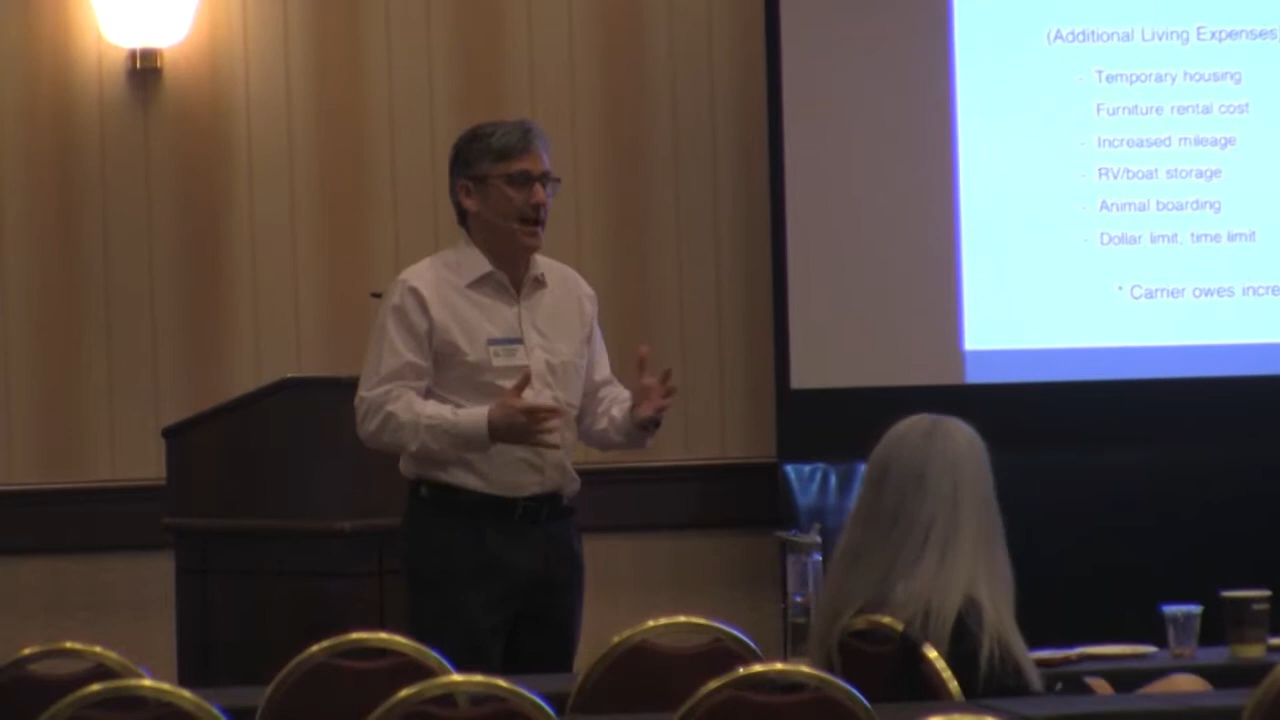 (Additional Living Expenses)
- Temporary housing
Furniture rental cost
- Increased mileage
- RV/boat storage
- Animal boarding
- Dollar limit, time limit
* Carrier owes incre